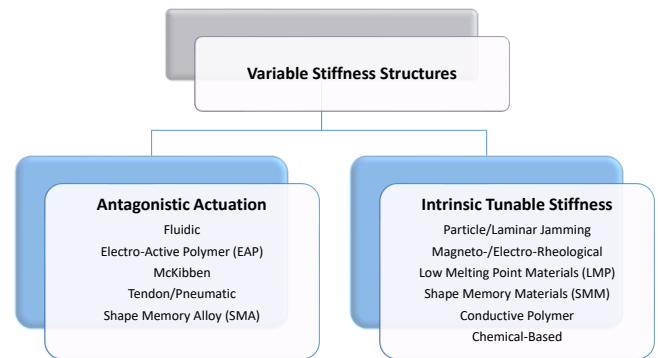 Variable Stiffness Structures
Antagonistic Actuation
Fluidic
Electro-Active Polymer (EAP)
McKibben
Tendon/Pneumatic
Shape Memory Alloy (SMA)
Intrinsic Tunable Stiffness
Particle/Laminar Jamming
Magneto-/Electro-Rheological
Low Melting Point Materials (LMP)
Shape Memory Materials (SMM)
Conductive Polymer
Chemical-Based